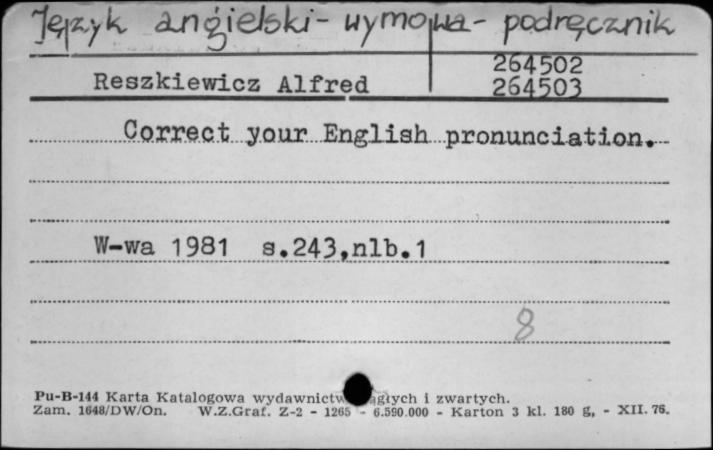 Język angielski - wymowa - podręcznik
264502
Reszkiewicz Alfred
264503
Correct your English pronunciation.
W-wa 1981 s.243,nlb.1
8
Pu-B-144 Karta Katalogowa wydawnictw i zwartych.
Zam. 1648/DW/On. W.Z.Graf. Z-2 - 1265 - 6.590.000 - Karton 3 kl. 180 g, - XII. 76.